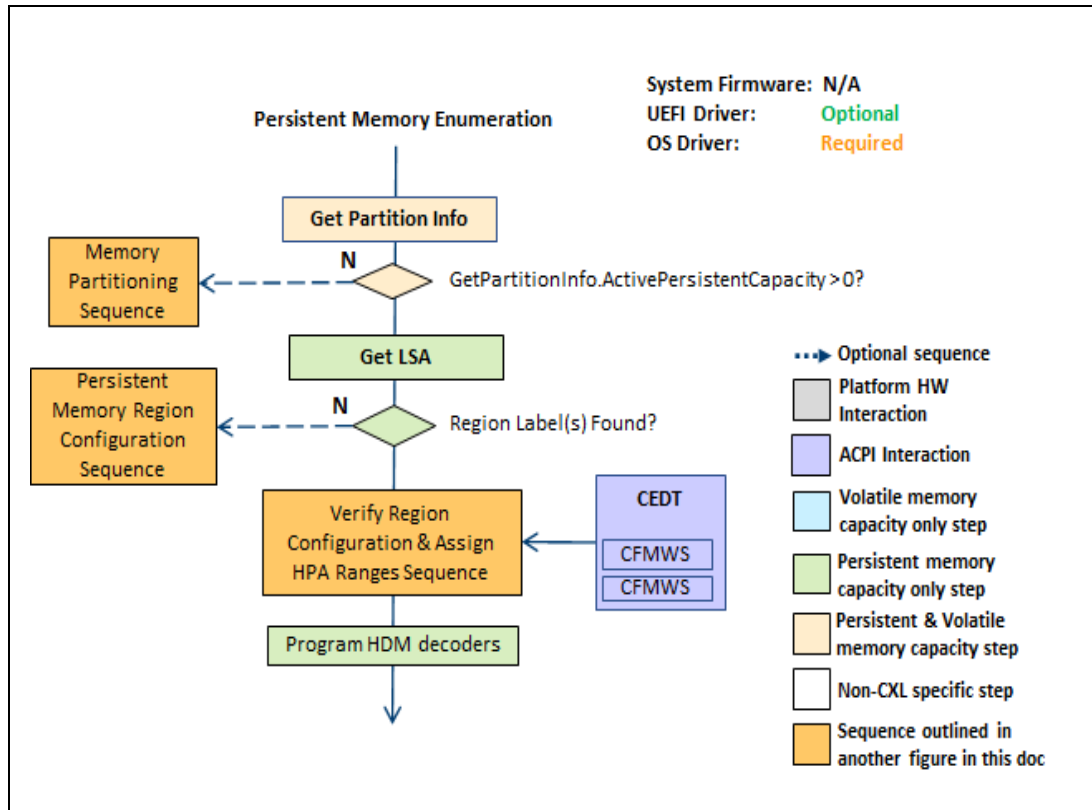 System Firmware: N/A
UEFI Driver: Optional
OS Driver: Required
Persistent Memory Enumeration
Get Partition Info
N
GetPartitionInfo.ActivePersistentCapacity >0?
Memory
Partitioning
Sequence
Get LSA
N
Region Label(s) Found?
Persistent
Memory Region
Configuration
Sequence
Verify Region
Configuration & Assign
HPA Ranges Sequence
CEDT
CFMWS
CFMWS
Program HDM decoders
Optional sequence
Platform HW
Interaction
ACPI Interaction
Volatile memory
capacity only step
Persistent memory
capacity only step
Persistent & Volatile
memory capacity step
Non-CXL specific step
Sequence outlined in
another figure in this doc